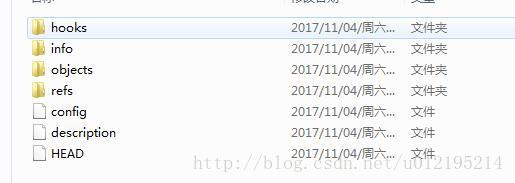 hooks 2017/11/04/周六... 文件夹
info 2017/11/04/周六... 文件夹
objects 2017/11/04/周六... 文件夹
refs 2017/11/04/周六... 文件夹
config 2017/11/04/周六... 文件
description 2017/11/04/周六... 文件
HEAD 2017/11/04/周六... 文件
http://blog.csdn.net/u012195214